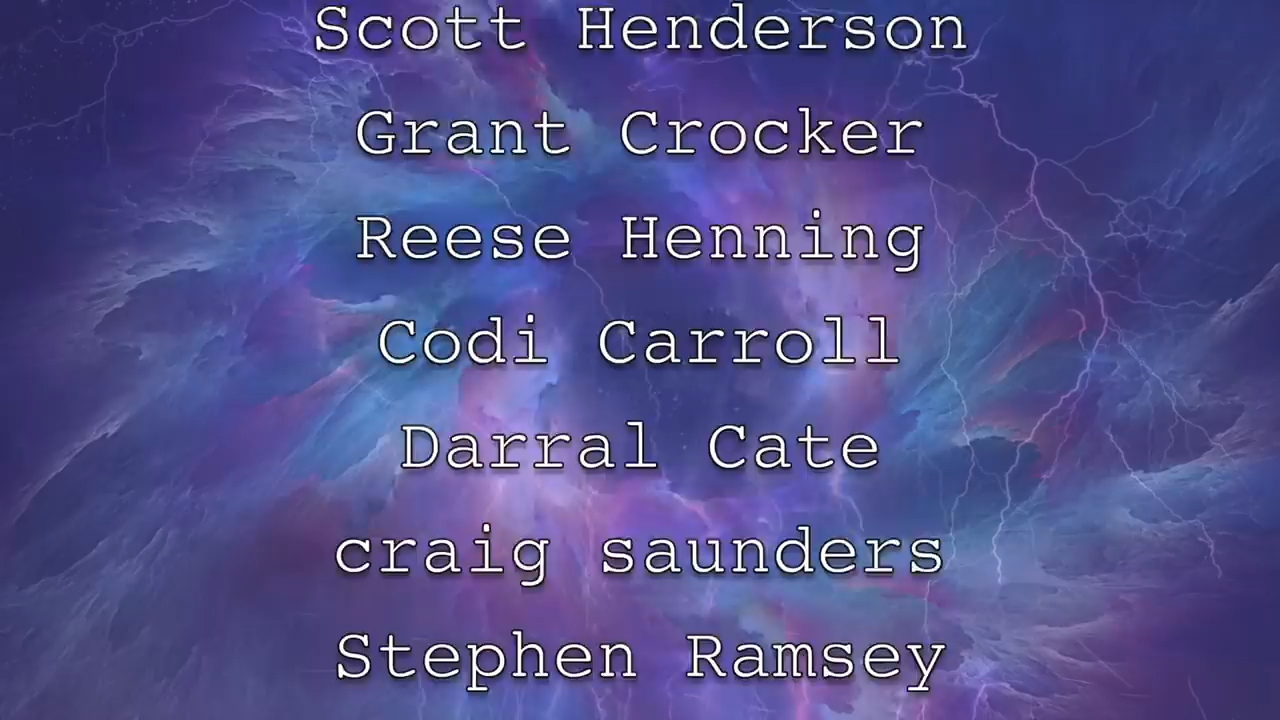 Scott Henderson
Grant Crocker
Reese Henning
Codi Carroll
Darral Cate
craig saunders
Stephen Ramsey